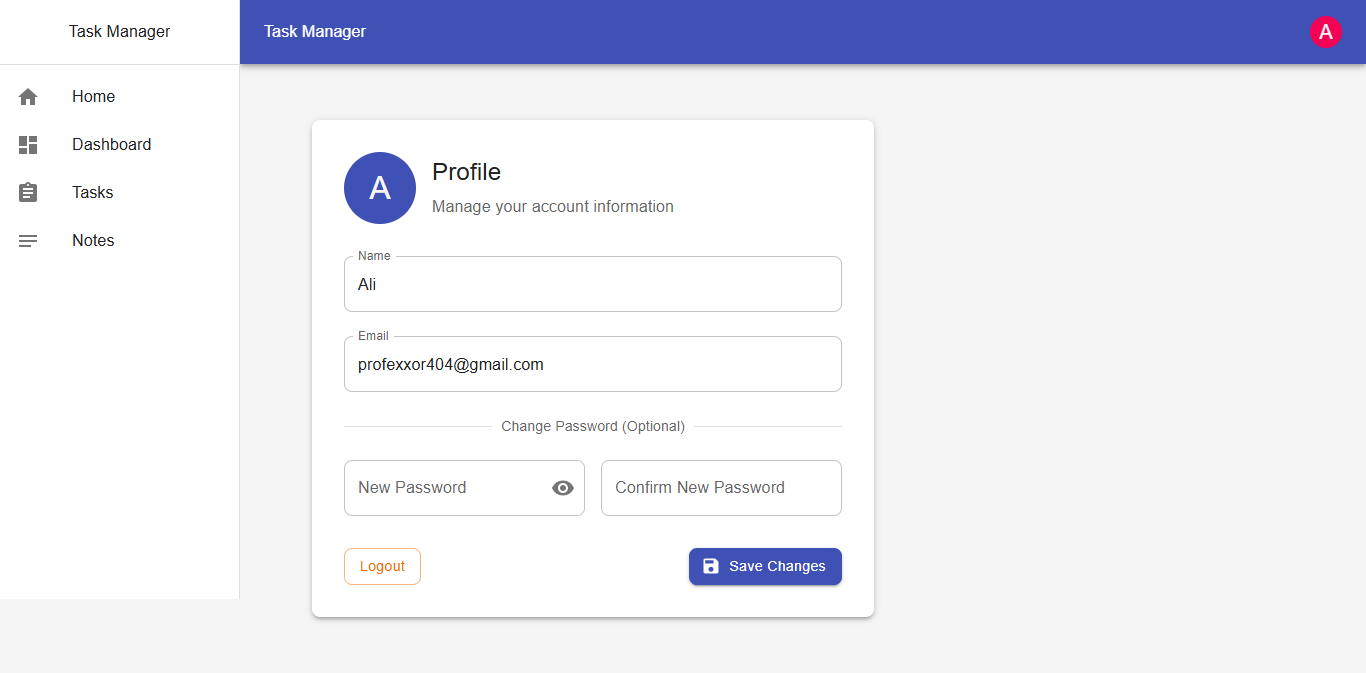 Task Manager
Task Manager
A
Home
Dashboard
Tasks
Notes
A
Profile
Manage your account information
Name
Ali
Email
profexxor404@gmail.com
Change Password (Optional)
New Password
Confirm New Password
Logout
Save Changes